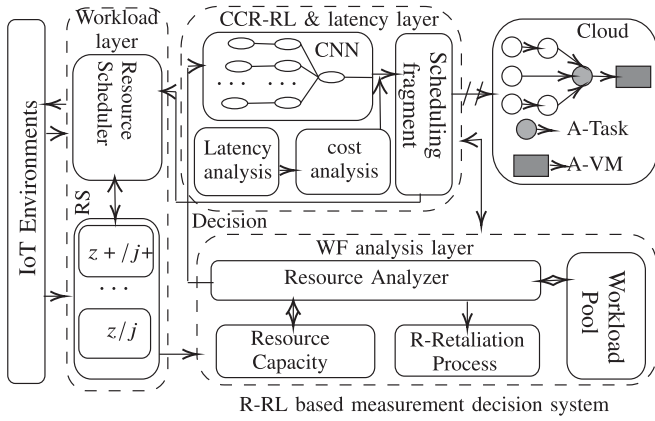 Workload
layer
CCR-RL & latency layer
Cloud
CNN
IoT Environments
Resource
Scheduler
Scheduling
fragment
Latency
analysis
cost
analysis
A-Task
A-VM
RS
Decision
z + /j+
· · ·
z/j
WF analysis layer
Resource Analyzer
Workload
Pool
Resource
Capacity
R-Retaliation
Process
R-RL based measurement decision system